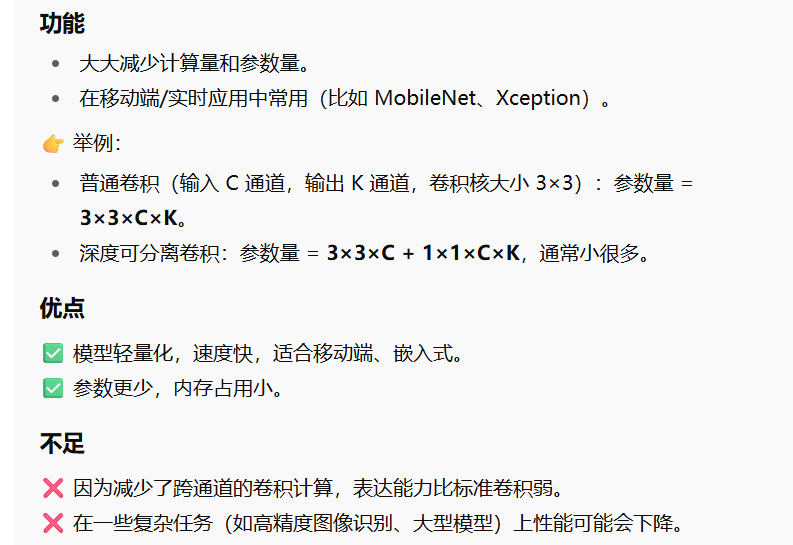 功能
• 大大减少计算量和参数量。
• 在移动端/实时应用中常用（比如 MobileNet、Xception）。
👉 举例：
• 普通卷积（输入 C 通道，输出 K 通道，卷积核大小 3×3）：参数量 =
3×3×C×K。
• 深度可分离卷积：参数量 = 3×3×C + 1×1×C×K，通常小很多。
优点
✅ 模型轻量化，速度快，适合移动端、嵌入式。
✅ 参数更少，内存占用小。
不足
❌ 因为减少了跨通道的卷积计算，表达能力比标准卷积弱。
❌ 在一些复杂任务（如高精度图像识别、大型模型）上性能可能会下降。